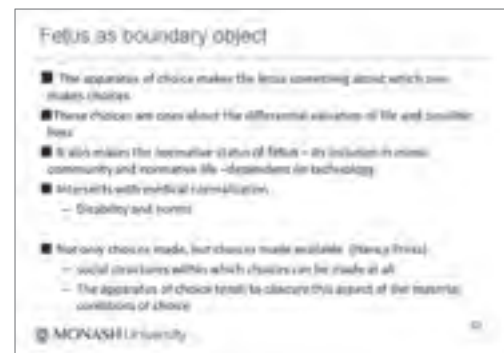 Fetus as boundary object
■ The apparatus of choice makes the fetus something about which one
makes choices
■ These choices are ones about the differential valuation of life and possible
lives
■ It also makes the normative status of fetus – its inclusion in moral
community and normative life – dependent on technology
■ Intersects with medical normalisation
– Disability and norms
■ Not only choices made, but choices made available (Nancy Press)
– social structures within which choices can be made at all
– The apparatus of choice tends to obscure this aspect of the material
conditions of choice
MONASH University